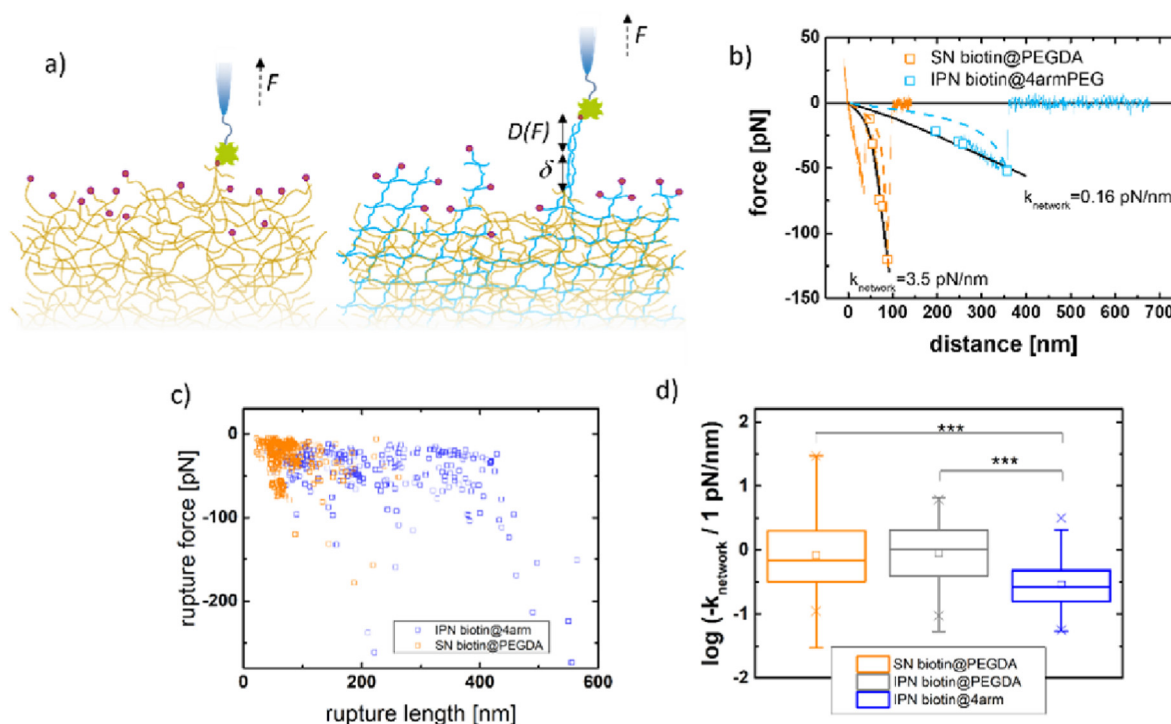 a)
F
F
D(F)
δ
b)
50
0
-50
-100
-150
force [pN]
SN biotin@PEGDA
IPN biotin@4armPEG
k_network=0.16 pN/nm
k_network=3.5 pN/nm
0 100 200 300 400 500 600 700
distance [nm]
c)
0
-100
-200
rupture force [pN]
IPN biotin@4arm
SN biotin@PEGDA
0 200 400 600
rupture length [nm]
d)
2
1
0
-1
-2
log (-k_network / 1 pN/nm)
***
***
SN biotin@PEGDA
IPN biotin@PEGDA
IPN biotin@4arm